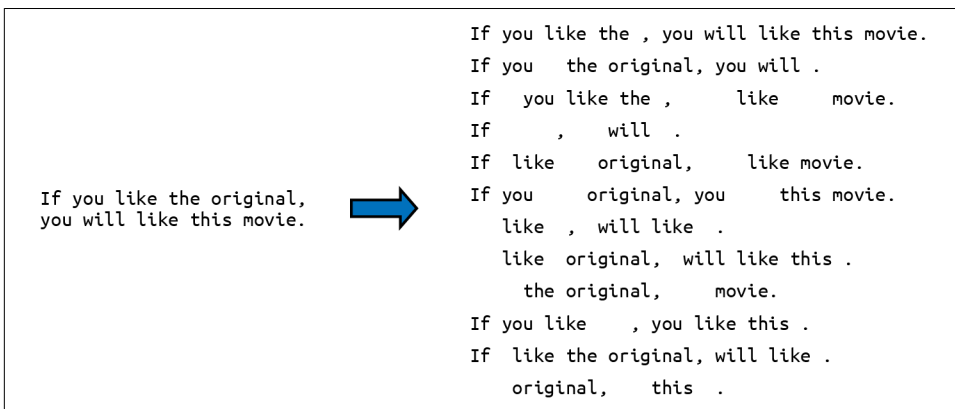 If you like the original,
you will like this movie.
If you like the , you will like this movie.
If you   the original, you will .
If   you like the ,      like     movie.
If      ,    will  .
If  like    original,     like movie.
If you     original, you     this movie.
like  ,  will like  .
like  original,  will like this .
the original,     movie.
If you like    , you like this .
If  like the original, will like .
original,    this  .